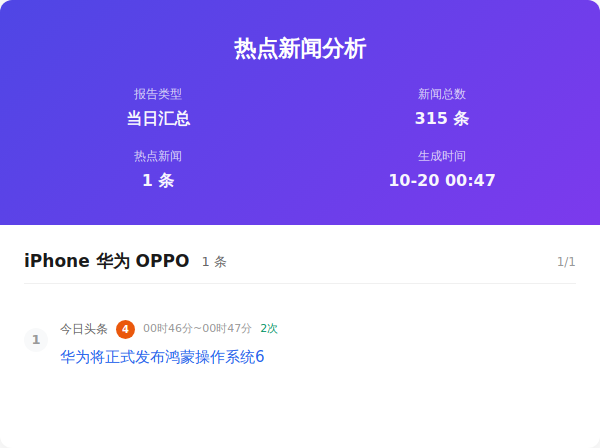 热点新闻分析
报告类型
新闻总数
当日汇总
315 条
热点新闻
生成时间
1 条
10-20 00:47
iPhone 华为 OPPO 1 条 1/1
1
今日头条 4 00时46分~00时47分 2次
华为将正式发布鸿蒙操作系统6